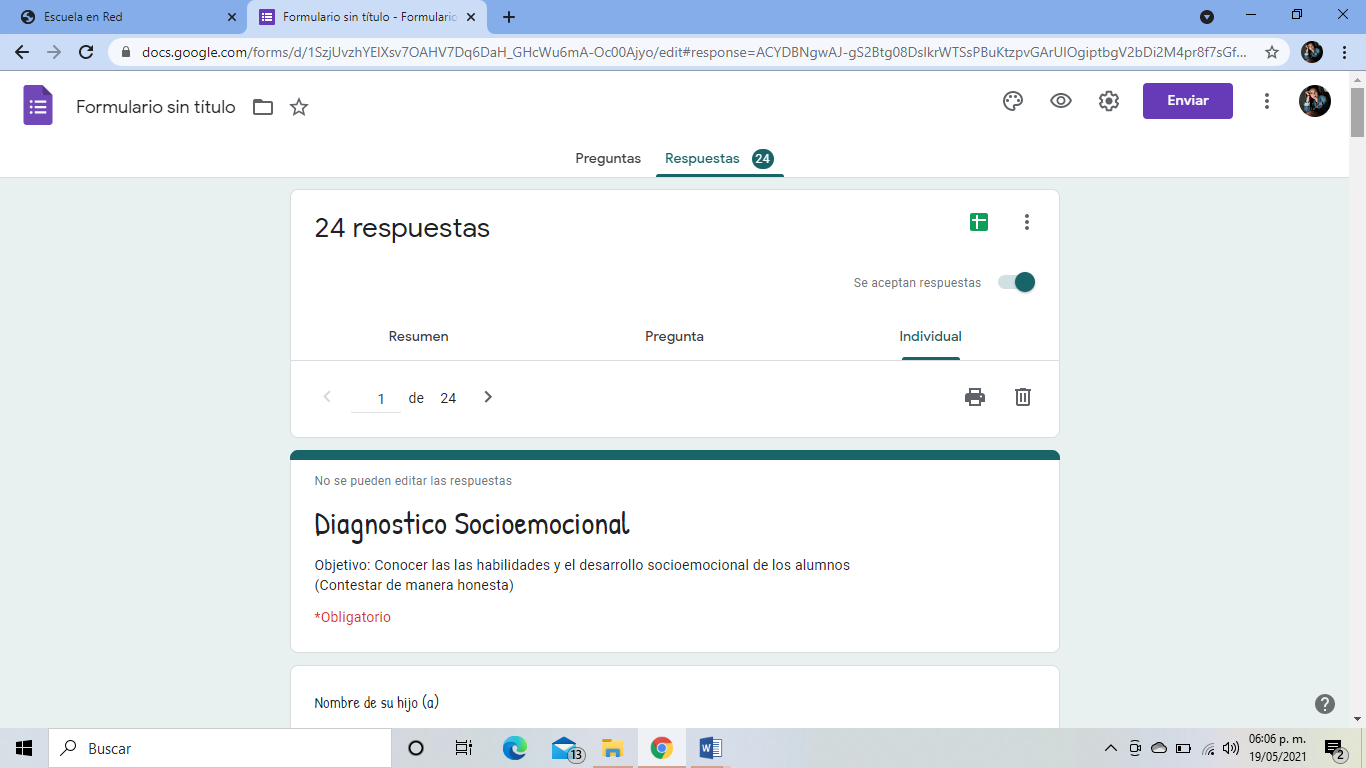 Escuela en Red
Formulario sin título - Formulario
docs.google.com/forms/d/1SzjUvzhYEIXsv7OAHV7Dq6DaH_GHcWu6mA-Oc00Ajyo/edit#response=ACYDBNgwAJ-gS2Btg08DsIkrWTSsPBuKtzpvGArUIOgiptbgV2bDi2M4pr8f7sGf...
Formulario sin título
Enviar
Preguntas
Respuestas 24
24 respuestas
Se aceptan respuestas
Resumen
Pregunta
Individual
1 de 24
No se pueden editar las respuestas
Diagnostico Socioemocional
Objetivo: Conocer las las habilidades y el desarrollo socioemocional de los alumnos
(Contestar de manera honesta)
*Obligatorio
Nombre de su hijo (a)
Buscar
13
06:06 p. m.
19/05/2021
2